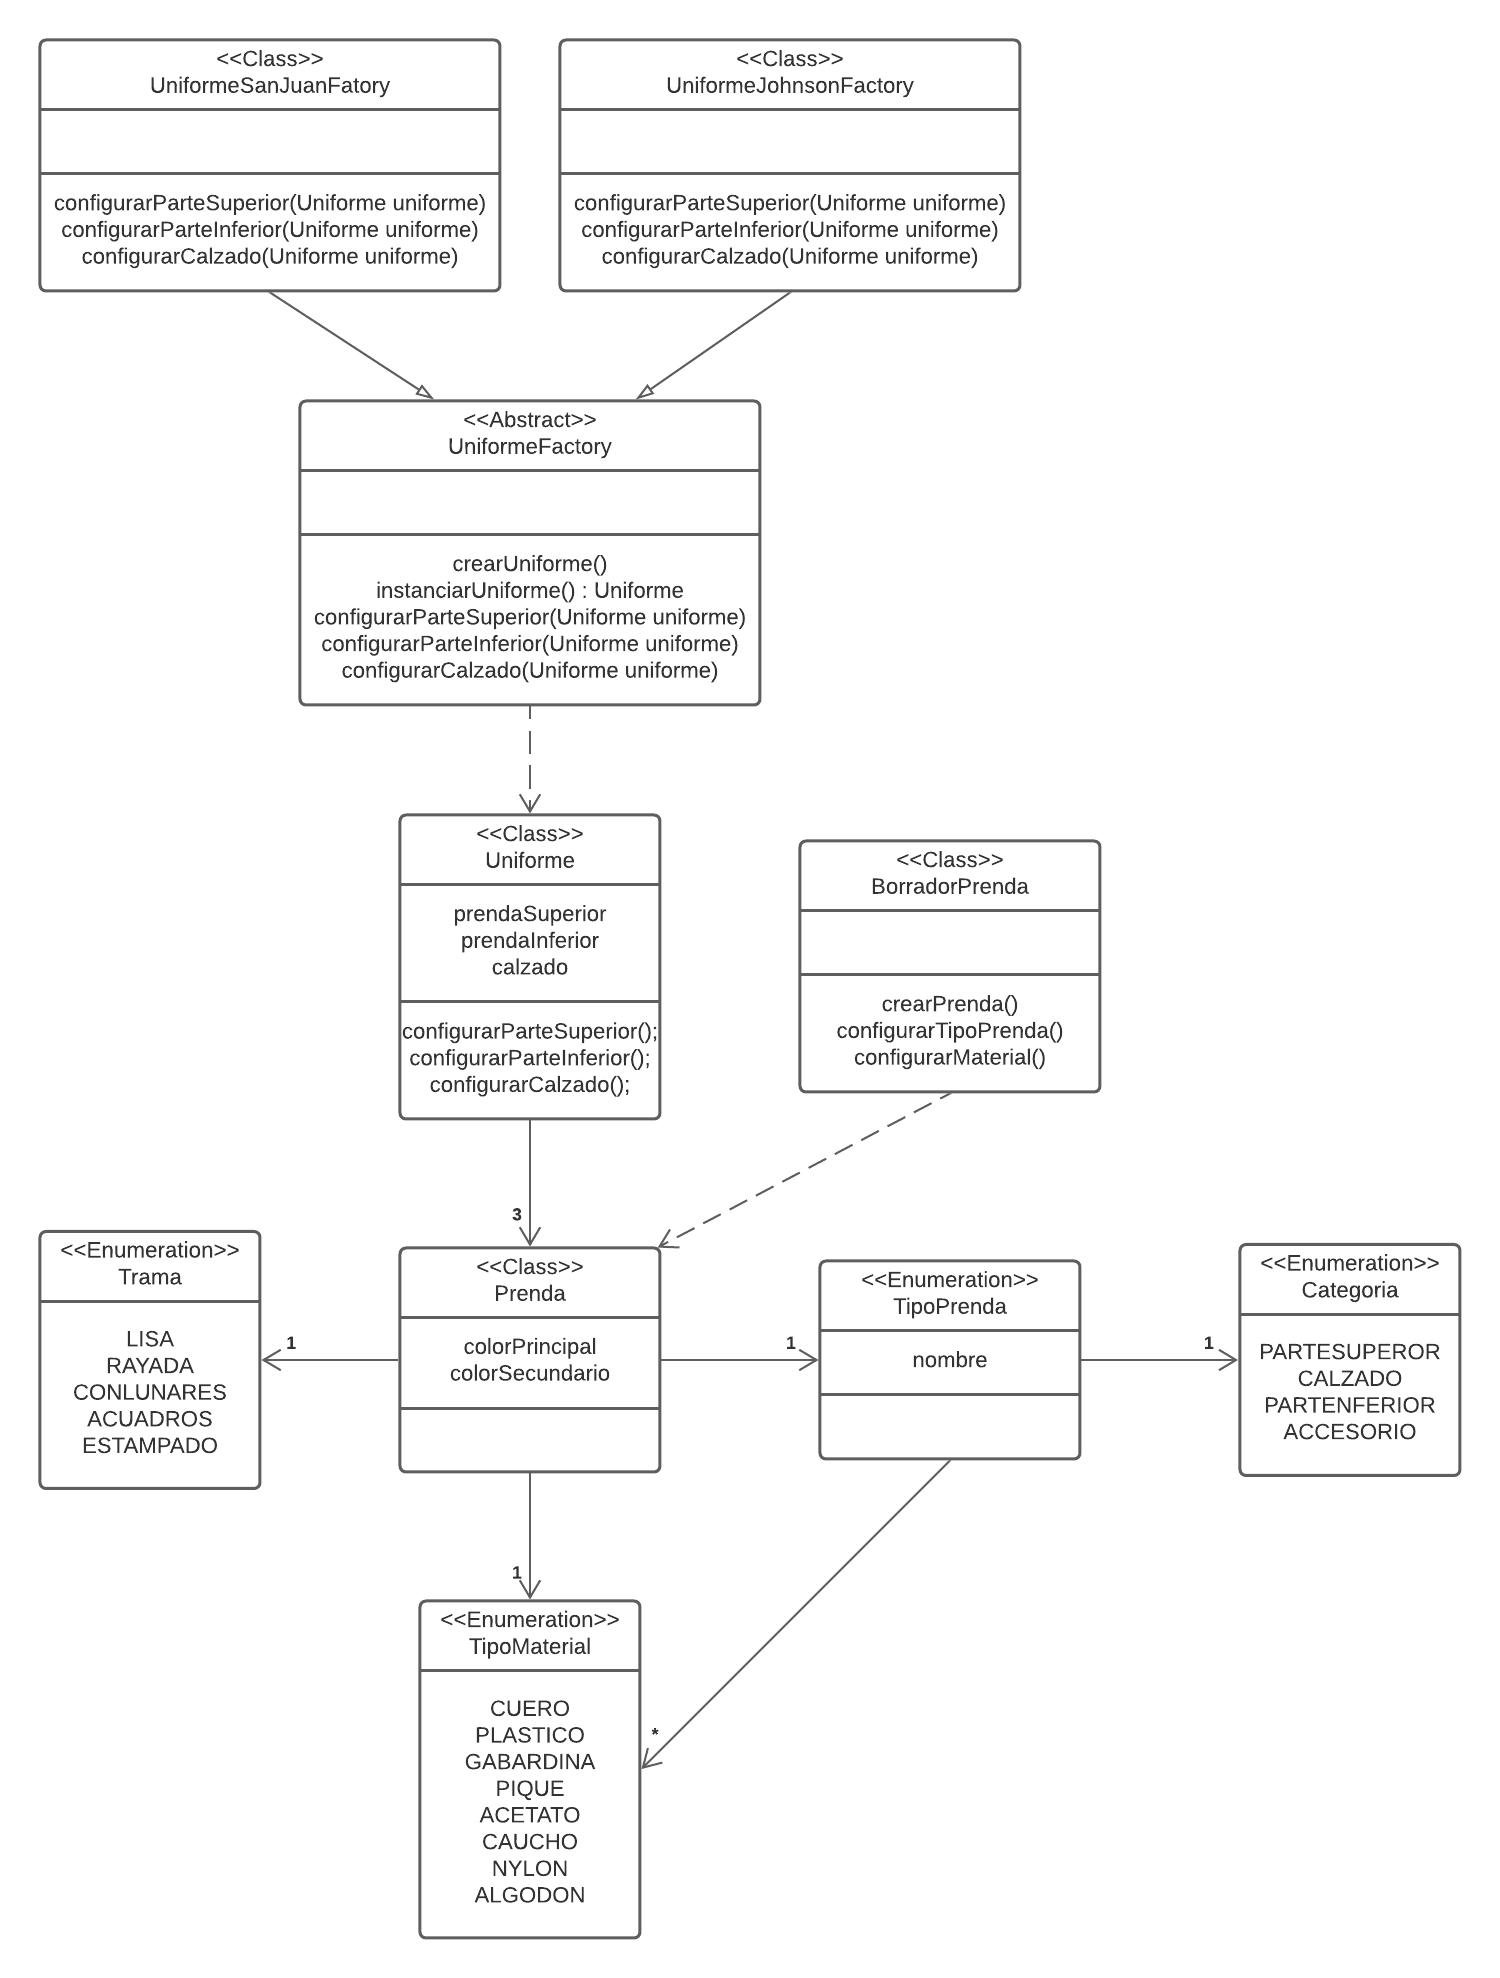 <<Class>>
UniformeSanJuanFatory
configurarParteSuperior(Uniforme uniforme)
configurarParteInferior(Uniforme uniforme)
configurarCalzado(Uniforme uniforme)
<<Class>>
UniformeJohnsonFactory
configurarParteSuperior(Uniforme uniforme)
configurarParteInferior(Uniforme uniforme)
configurarCalzado(Uniforme uniforme)
<<Abstract>>
UniformeFactory
crearUniforme()
instanciarUniforme() : Uniforme
configurarParteSuperior(Uniforme uniforme)
configurarParteInferior(Uniforme uniforme)
configurarCalzado(Uniforme uniforme)
<<Class>>
Uniforme
prendaSuperior
prendaInferior
calzado
configurarParteSuperior();
configurarParteInferior();
configurarCalzado();
<<Class>>
BorradorPrenda
crearPrenda()
configurarTipoPrenda()
configurarMaterial()
3
<<Enumeration>>
Trama
LISA
RAYADA
CONLUNARES
ACUADROS
ESTAMPADO
1
<<Class>>
Prenda
colorPrincipal
colorSecundario
1
<<Enumeration>>
TipoPrenda
nombre
1
<<Enumeration>>
Categoria
PARTESUPEROR
CALZADO
PARTENFERIOR
ACCESORIO
1
<<Enumeration>>
TipoMaterial
CUERO
PLASTICO
GABARDINA
PIQUE
ACETATO
CAUCHO
NYLON
ALGODON
*